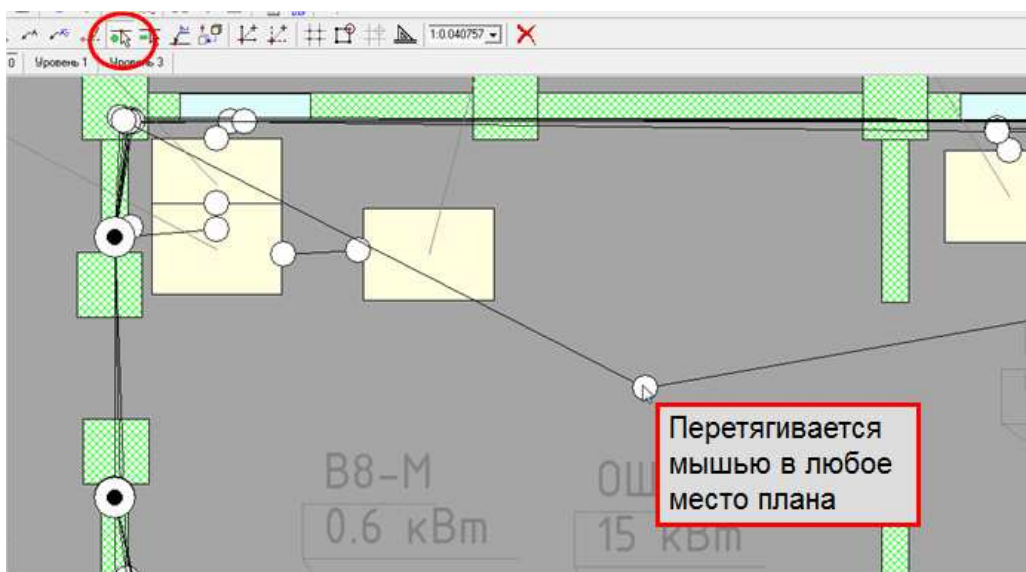 1:0.040757
0 Уровень 1 Уровень 3
Перетягивается
мышью в любое
место плана
В8-М
0.6 кВт
ОШ
15 кВт